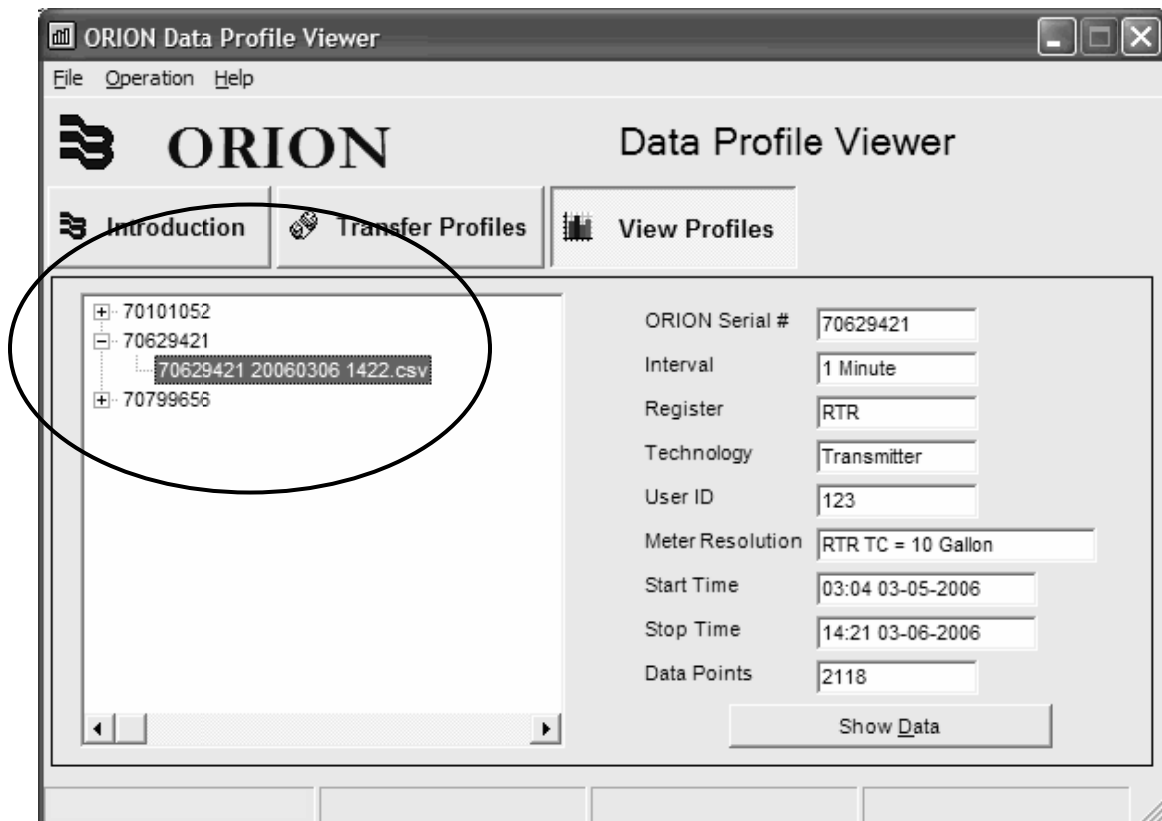 ORION Data Profile Viewer
File Operation Help
ORION Data Profile Viewer
Introduction Transfer Profiles View Profiles
70101052
70629421
70629421 20060306 1422.csv
70799656
ORION Serial # 70629421
Interval 1 Minute
Register RTR
Technology Transmitter
User ID 123
Meter Resolution RTR TC = 10 Gallon
Start Time 03:04 03-05-2006
Stop Time 14:21 03-06-2006
Data Points 2118
Show Data